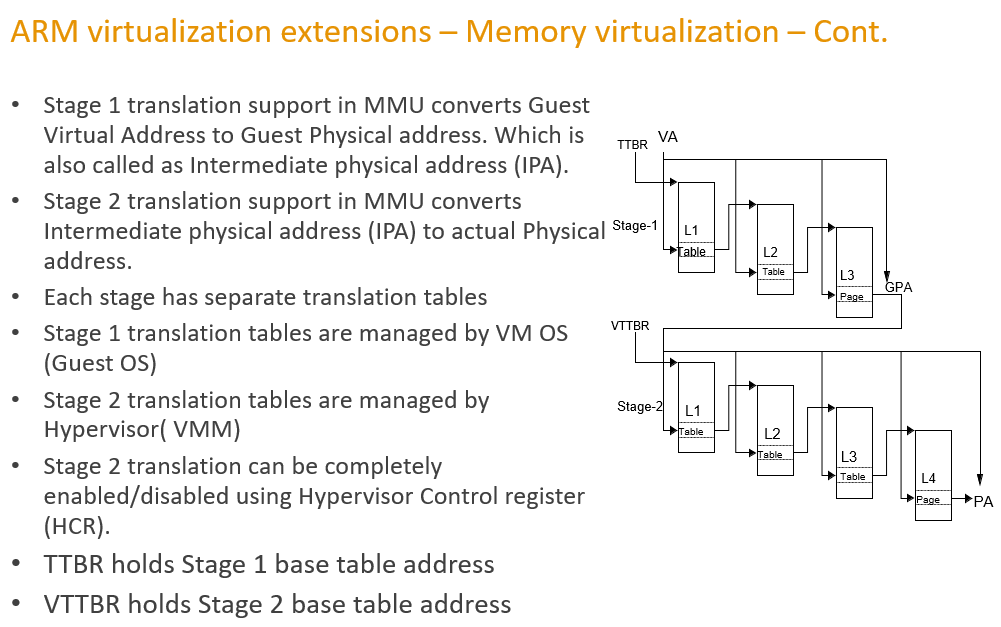 ARM virtualization extensions – Memory virtualization – Cont.
• Stage 1 translation support in MMU converts Guest
Virtual Address to Guest Physical address. Which is
also called as Intermediate physical address (IPA).
• Stage 2 translation support in MMU converts
Intermediate physical address (IPA) to actual Physical
address.
• Each stage has separate translation tables
• Stage 1 translation tables are managed by VM OS
(Guest OS)
• Stage 2 translation tables are managed by
Hypervisor( VMM)
• Stage 2 translation can be completely
enabled/disabled using Hypervisor Control register
(HCR).
• TTBR holds Stage 1 base table address
• VTTBR holds Stage 2 base table address
TTBR
VA
Stage-1
L1
Table
L2
Table
L3
Page
GPA
VTTBR
Stage-2
L1
Table
L2
Table
L3
Table
L4
Page
PA